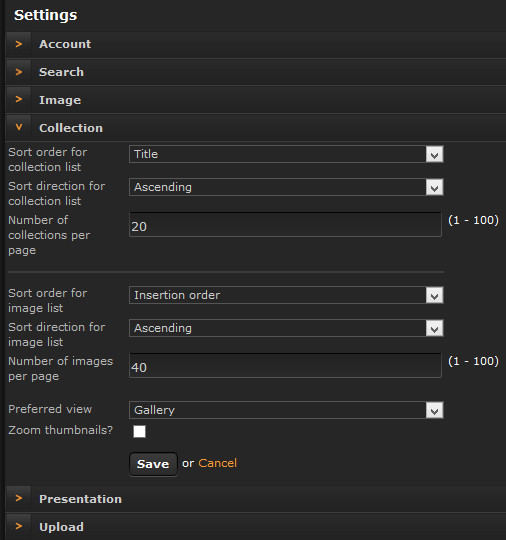 Settings
> Account
> Search
> Image
v Collection
Sort order for
collection list
Title
Sort direction for
collection list
Ascending
Number of
collections per
page
20
(1 - 100)
Sort order for
image list
Insertion order
Sort direction for
image list
Ascending
Number of images
per page
40
(1 - 100)
Preferred view
Gallery
Zoom thumbnails?
Save or Cancel
> Presentation
> Upload